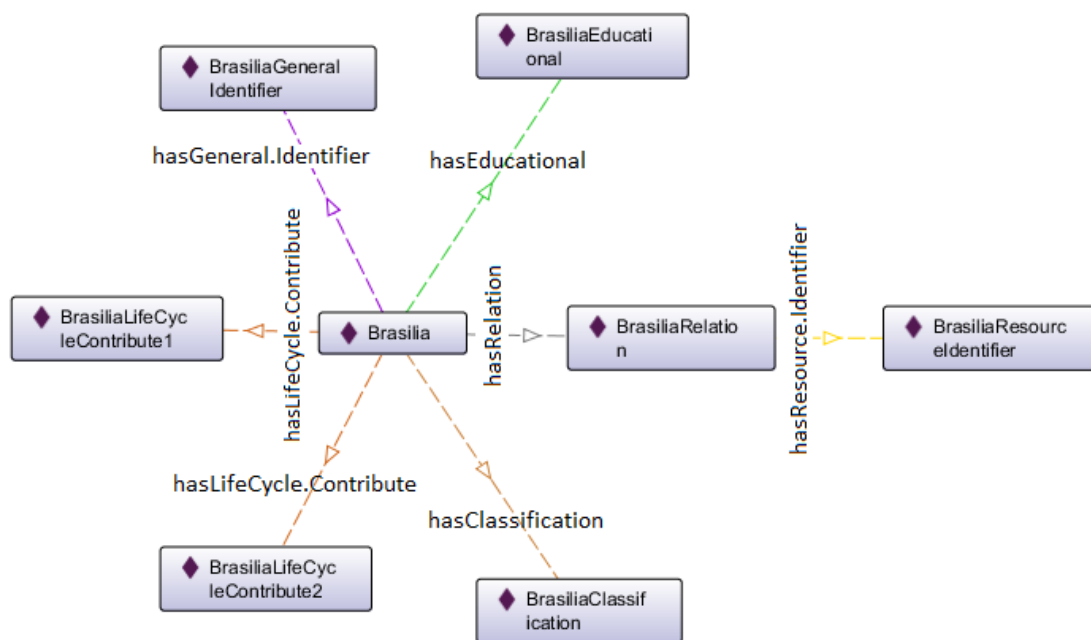 BrasiliaEducati
onal
BrasiliaGeneral
Identifier
hasGeneral.Identifier
hasEducational
BrasiliaLifeCyc
leContribute1
hasLifeCycle.Contribute
Brasilia
hasRelation
BrasiliaRelatio
n
hasResource.Identifier
BrasiliaResourc
eIdentifier
hasLifeCycle.Contribute
hasClassification
BrasiliaLifeCyc
leContribute2
BrasiliaClassif
ication